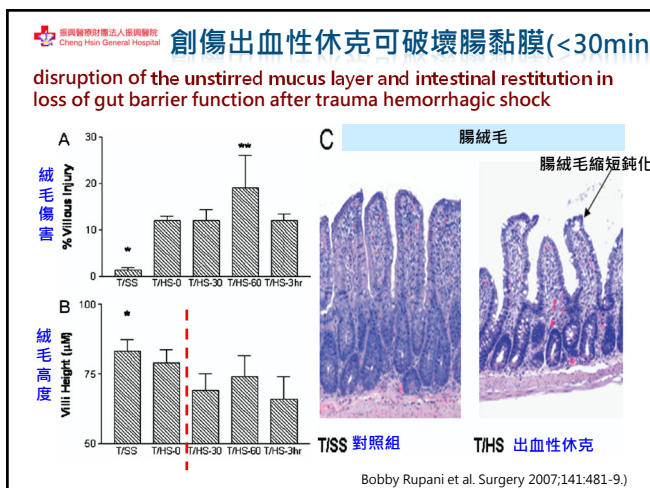 振興醫療財團法人振興醫院
Cheng Hsin General Hospital
創傷出血性休克可破壞腸黏膜(<30min
disruption of the unstirred mucus layer and intestinal restitution in
loss of gut barrier function after trauma hemorrhagic shock
A
絨毛傷害
% Villous Injury
30
20
10
0
*
**
T/SS T/HS-0 T/HS-30 T/HS-60 T/HS-3hr
B
絨毛高度
Villi Height (μM)
100
75
50
*
T/SS T/HS-0 T/HS-30 T/HS-60 T/HS-3hr
C
腸絨毛
腸絨毛縮短鈍化
T/SS 對照組
T/HS 出血性休克
Bobby Rupani et al. Surgery 2007;141:481-9.)